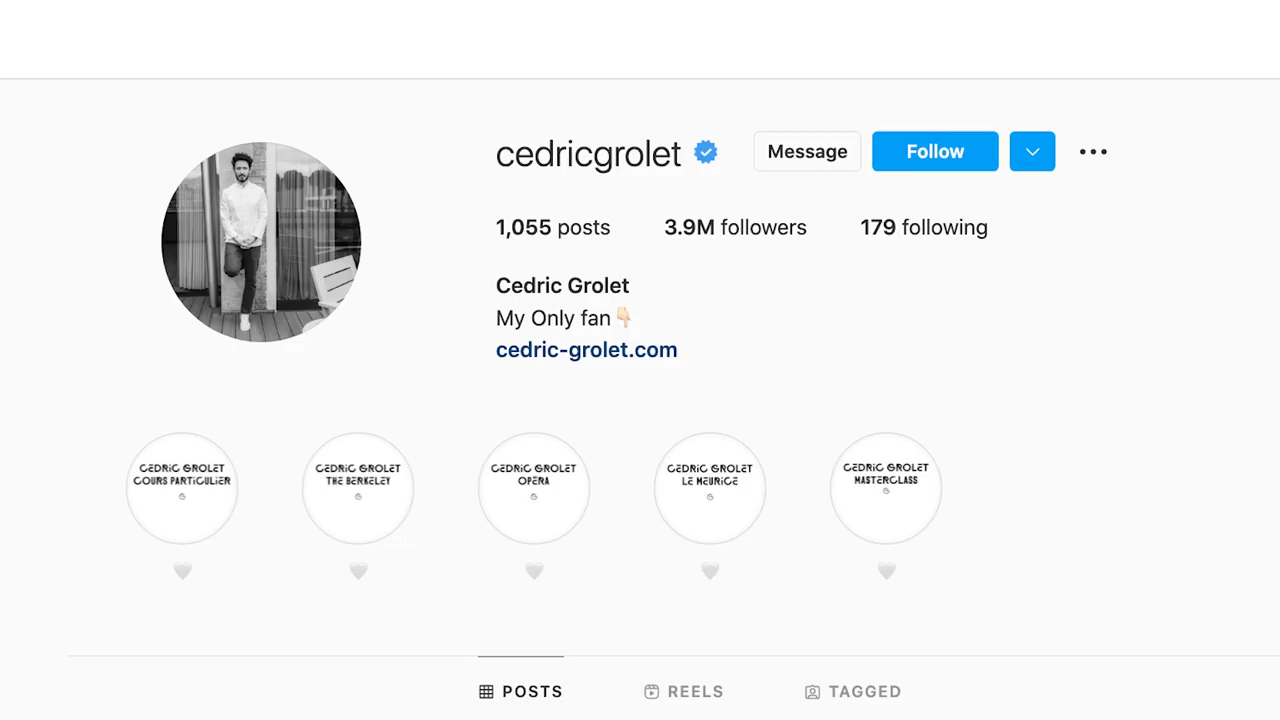 cedricgrolet Message Follow
1,055 posts 3.9M followers 179 following
Cedric Grolet
My Only fan👇🏻
cedric-grolet.com
CEDRIC GROLET
COURS PARTICULIER
CEDRIC GROLET
THE BERKELEY
CEDRIC GROLET
OPERA
CEDRIC GROLET
LE MEURICE
CEDRIC GROLET
MASTERCLASS
POSTS REELS TAGGED